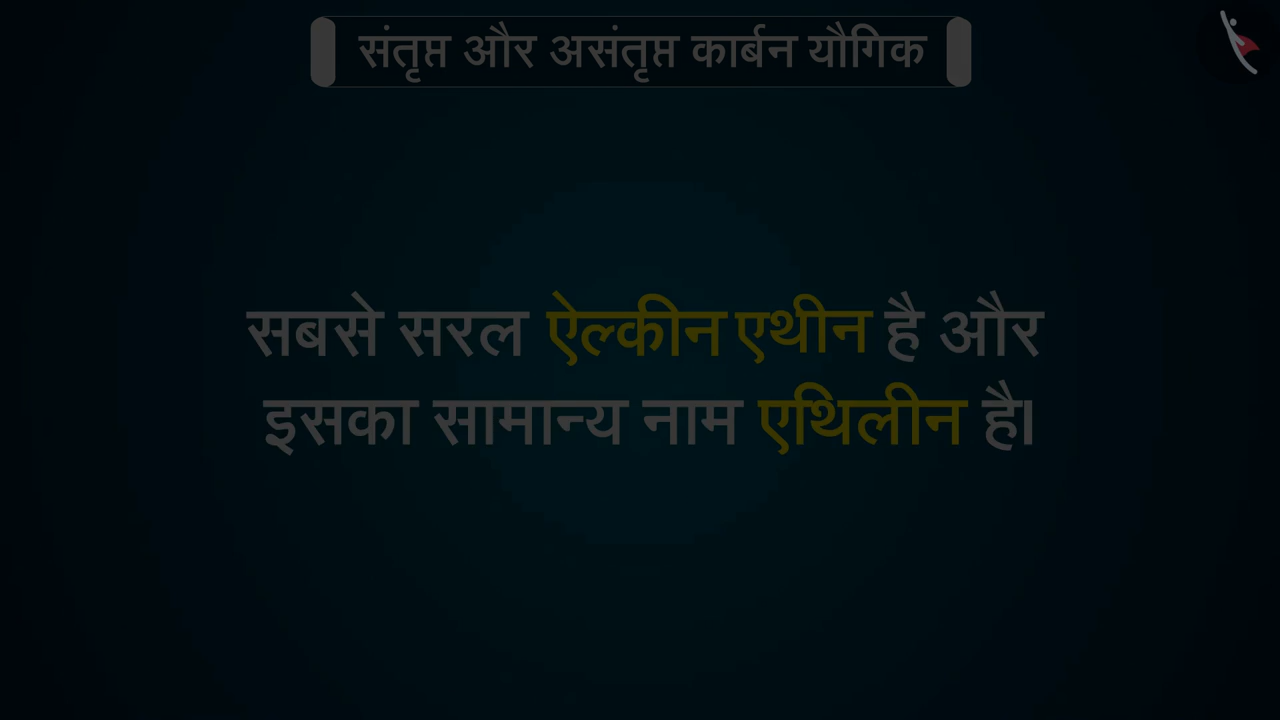 संतृप्त और असंतृप्त कार्बन यौगिक
सबसे सरल ऐल्कीन एथीन है और
इसका सामान्य नाम एथिलीन है।